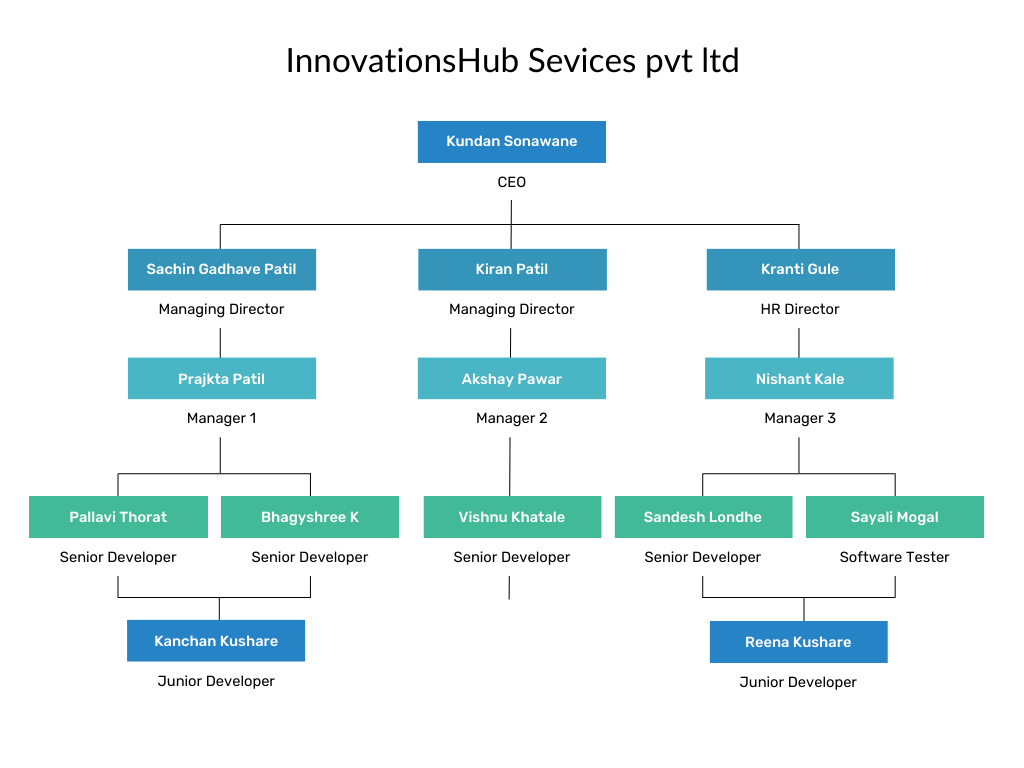 InnovationsHub Sevices pvt ltd
Kundan Sonawane
CEO
Sachin Gadhave Patil
Kiran Patil
Kranti Gule
Managing Director
Managing Director
HR Director
Prajkta Patil
Akshay Pawar
Nishant Kale
Manager 1
Manager 2
Manager 3
Pallavi Thorat
Bhagyshree K
Vishnu Khatale
Sandesh Londhe
Sayali Mogal
Senior Developer
Senior Developer
Senior Developer
Senior Developer
Software Tester
Kanchan Kushare
Reena Kushare
Junior Developer
Junior Developer